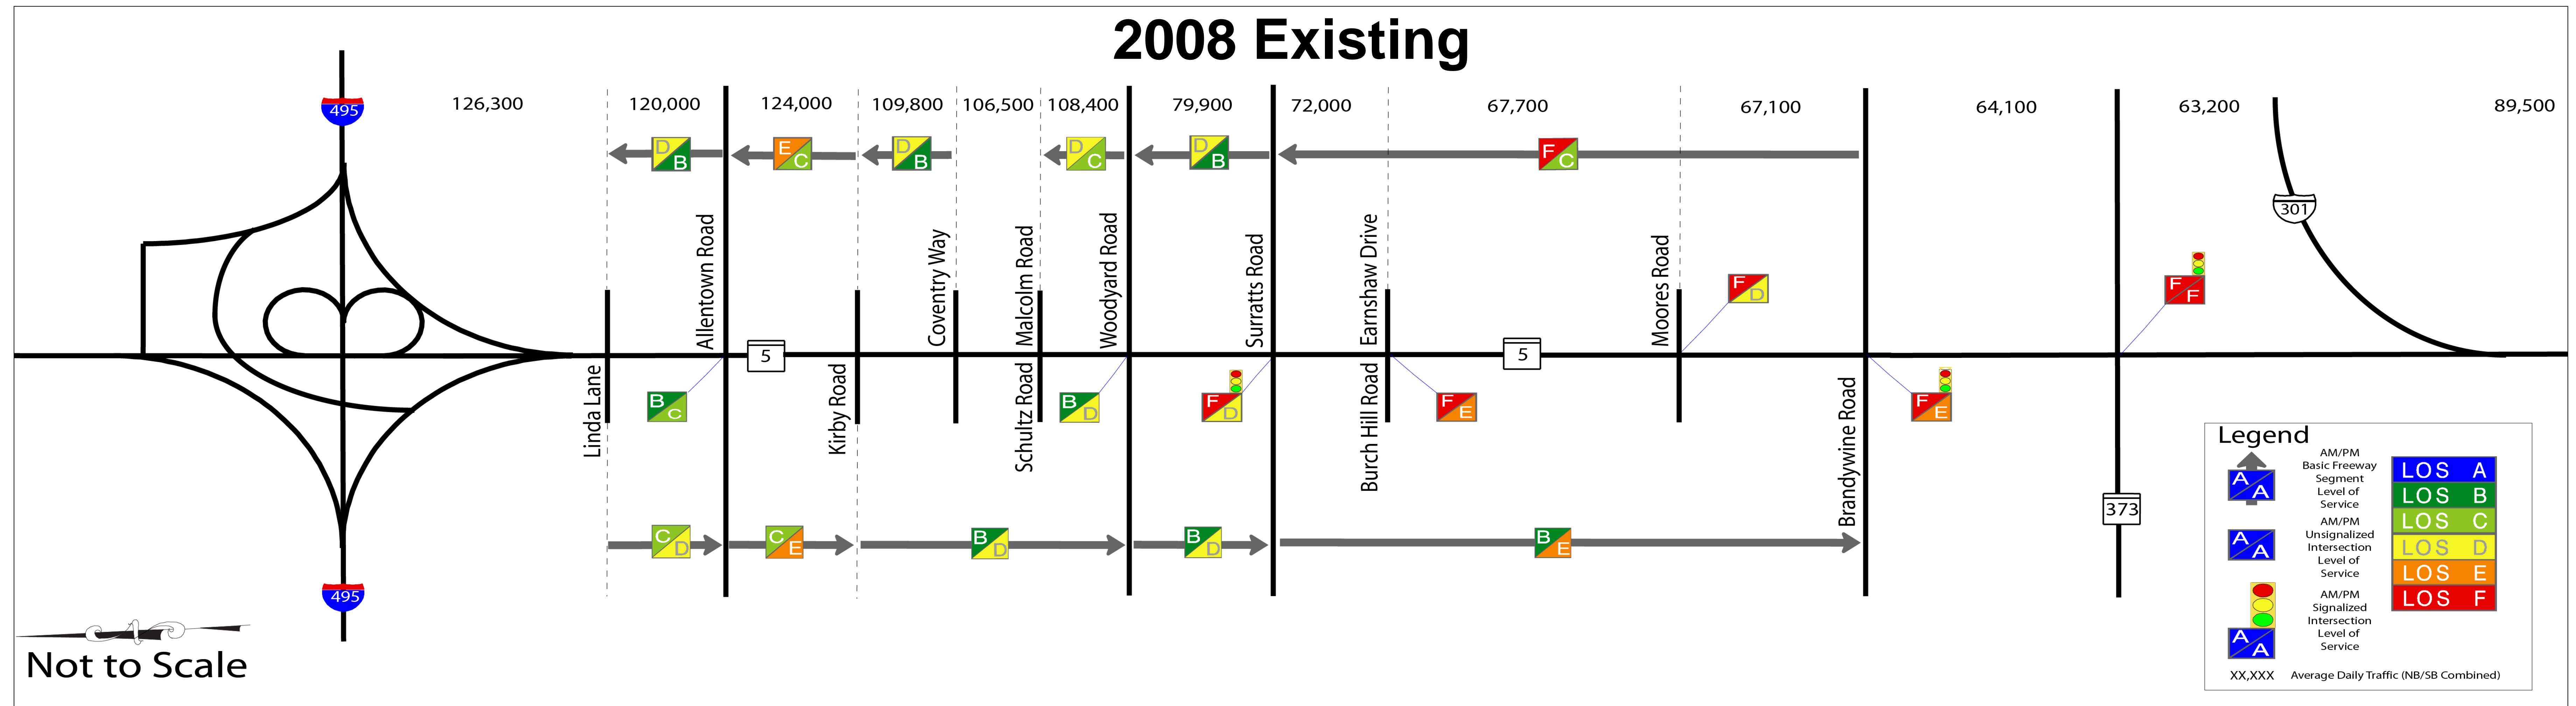 2008 Existing
495
126,300
120,000
124,000
109,800
106,500
108,400
79,900
72,000
67,700
67,100
64,100
63,200
89,500
D B
E C
D B
D C
D B
F C
301
Allentown Road
Coventry Way
Malcolm Road
Woodyard Road
Surratts Road
Earnshaw Drive
Moores Road
F D
F F
5
5
Linda Lane
Kirby Road
Schultz Road
Burch Hill Road
Brandywine Road
B C
B D
F D
F E
F E
373
C D
C E
B D
B D
B E
495
Not to Scale
Legend
A A
AM/PM
Basic Freeway
Segment
Level of
Service
A A
AM/PM
Unsignalized
Intersection
Level of
Service
A A
AM/PM
Signalized
Intersection
Level of
Service
LOS A
LOS B
LOS C
LOS D
LOS E
LOS F
XX,XXX Average Daily Traffic (NB/SB Combined)